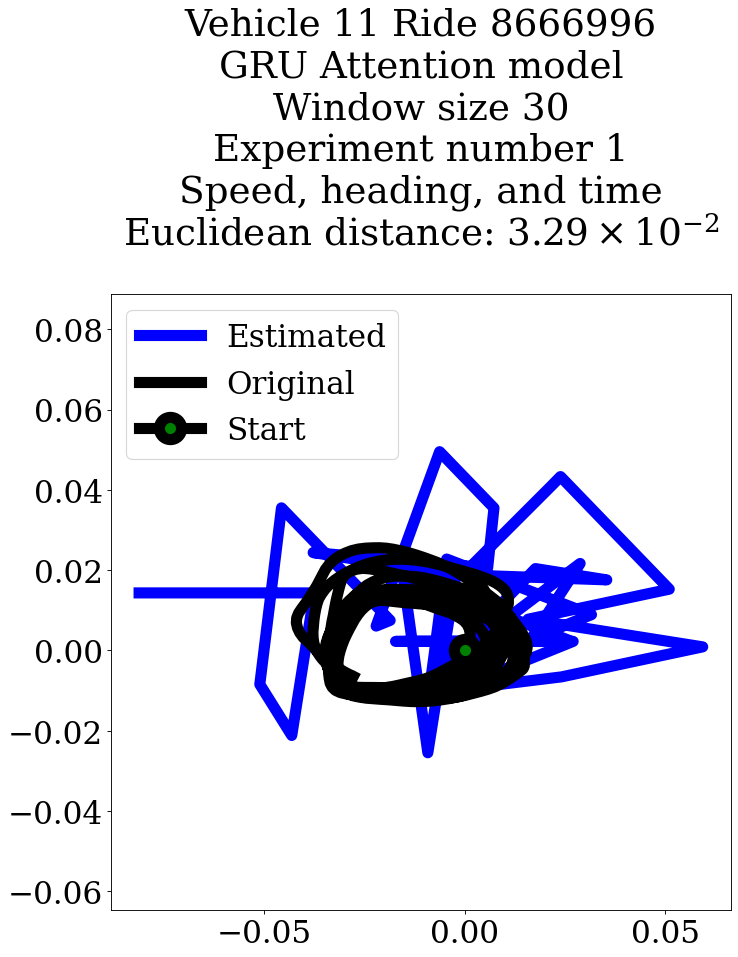 Vehicle 11 Ride 8666996
GRU Attention model
Window size 30
Experiment number 1
Speed, heading, and time
Euclidean distance: 3.29 × 10⁻²
Estimated
Original
Start
0.08
0.06
0.04
0.02
0.00
−0.02
−0.04
−0.06
−0.05
0.00
0.05